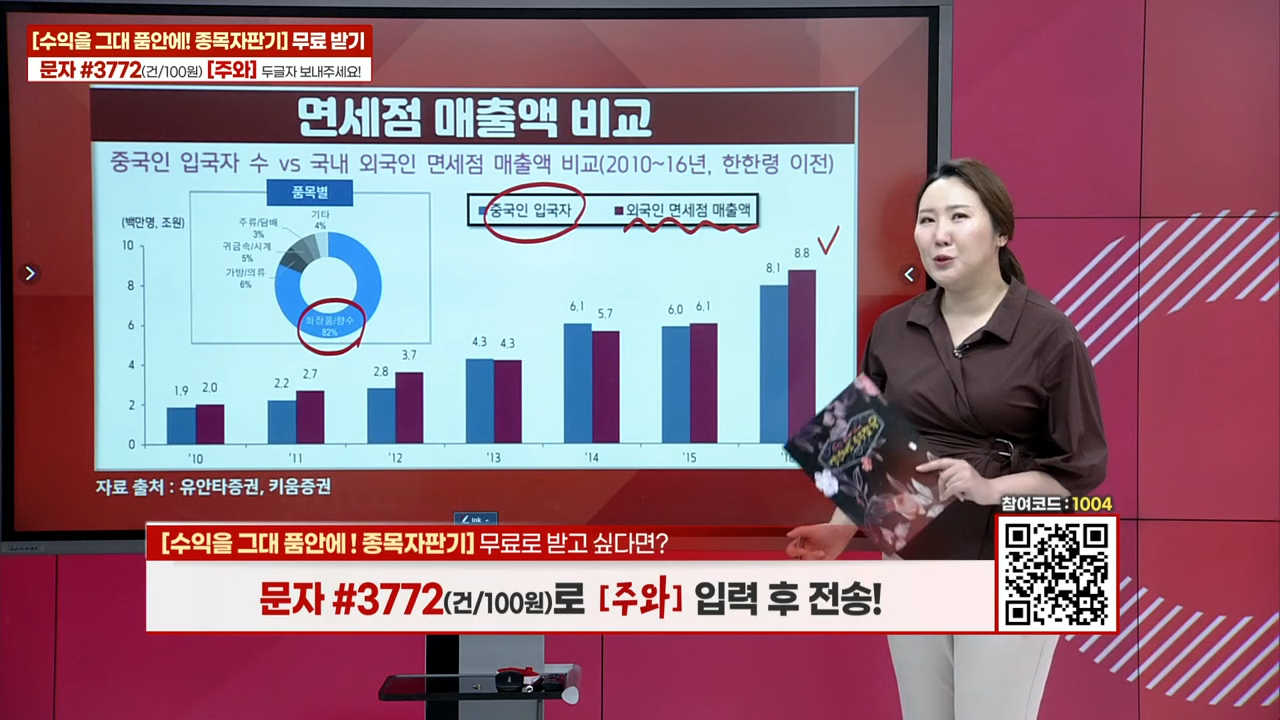 [수익을 그대 품안에! 종목자판기] 무료 받기
문자 #3772(건/100원) [주와] 두글자 보내주세요!
면세점 매출액 비교
중국인 입국자 수 vs 국내 외국인 면세점 매출액 비교(2010~16년, 한한령 이전)
품목별
중국인 입국자
외국인 면세점 매출액
(백만명, 조원)
기타
4%
주류/담배
3%
귀금속/시계
5%
가방/의류
6%
화장품/향수
82%
10
8
6
4
2
0
1.9 2.0
2.2 2.7
2.8 3.7
4.3 4.3
6.1 5.7
6.0 6.1
8.1 8.8
'10 '11 '12 '13 '14 '15
자료 출처 : 유안타증권, 키움증권
Ink
참여코드 : 1004
[수익을 그대 품안에 ! 종목자판기] 무료로 받고 싶다면?
문자 #3772(건/100원)로 [주와] 입력 후 전송!